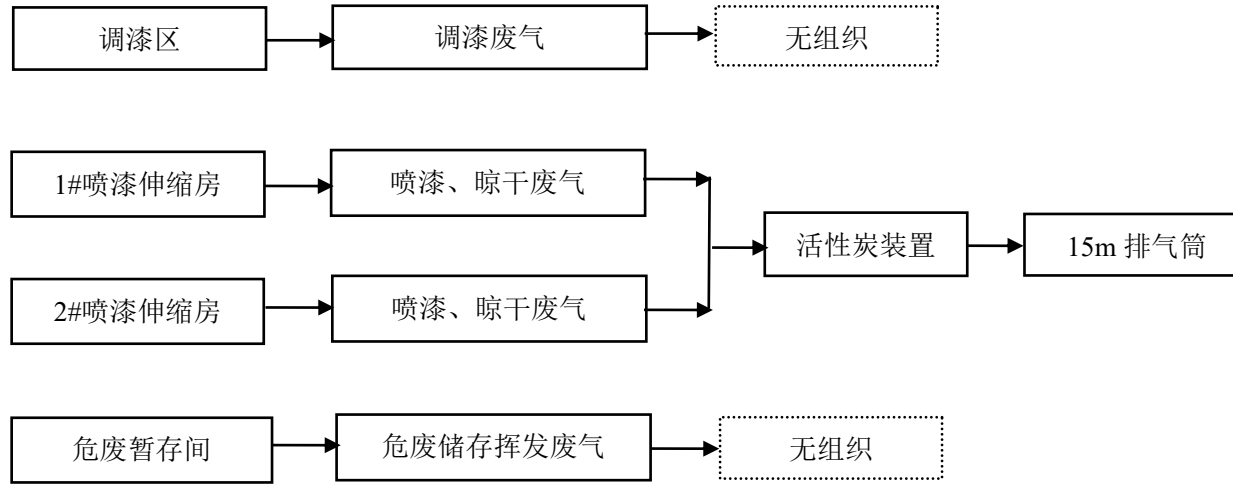 调漆区
调漆废气
无组织
1#喷漆伸缩房
喷漆、晾干废气
2#喷漆伸缩房
喷漆、晾干废气
活性炭装置
15m 排气筒
危废暂存间
危废储存挥发废气
无组织